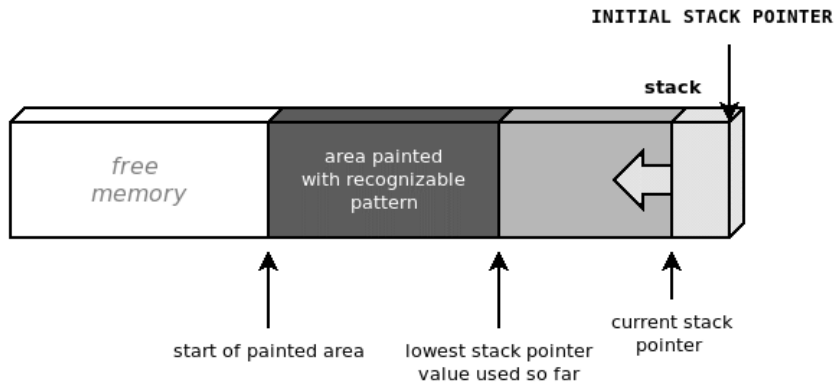 INITIAL STACK POINTER
stack
free
memory
area painted
with recognizable
pattern
start of painted area
lowest stack pointer
value used so far
current stack
pointer